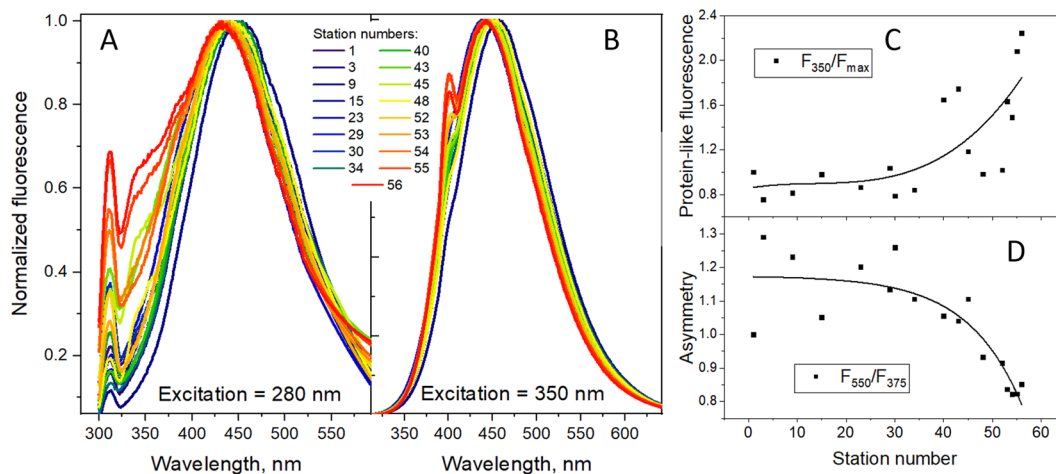 A
Station numbers:
1 40
3 43
9 45
15 48
23 52
29 53
30 54
34 55
56
B
Normalized fluorescence
1.0
0.8
0.6
0.4
0.2
Excitation = 280 nm
Excitation = 350 nm
300 350 400 450 500 550
350 400 450 500 550 600
Wavelength, nm
Wavelength, nm
C
Protein-like fluorescence
2.4
2.0
1.6
1.2
0.8
F350/Fmax
D
Asymmetry
1.3
1.2
1.1
1.0
0.9
0.8
F550/F375
0 10 20 30 40 50 60
Station number